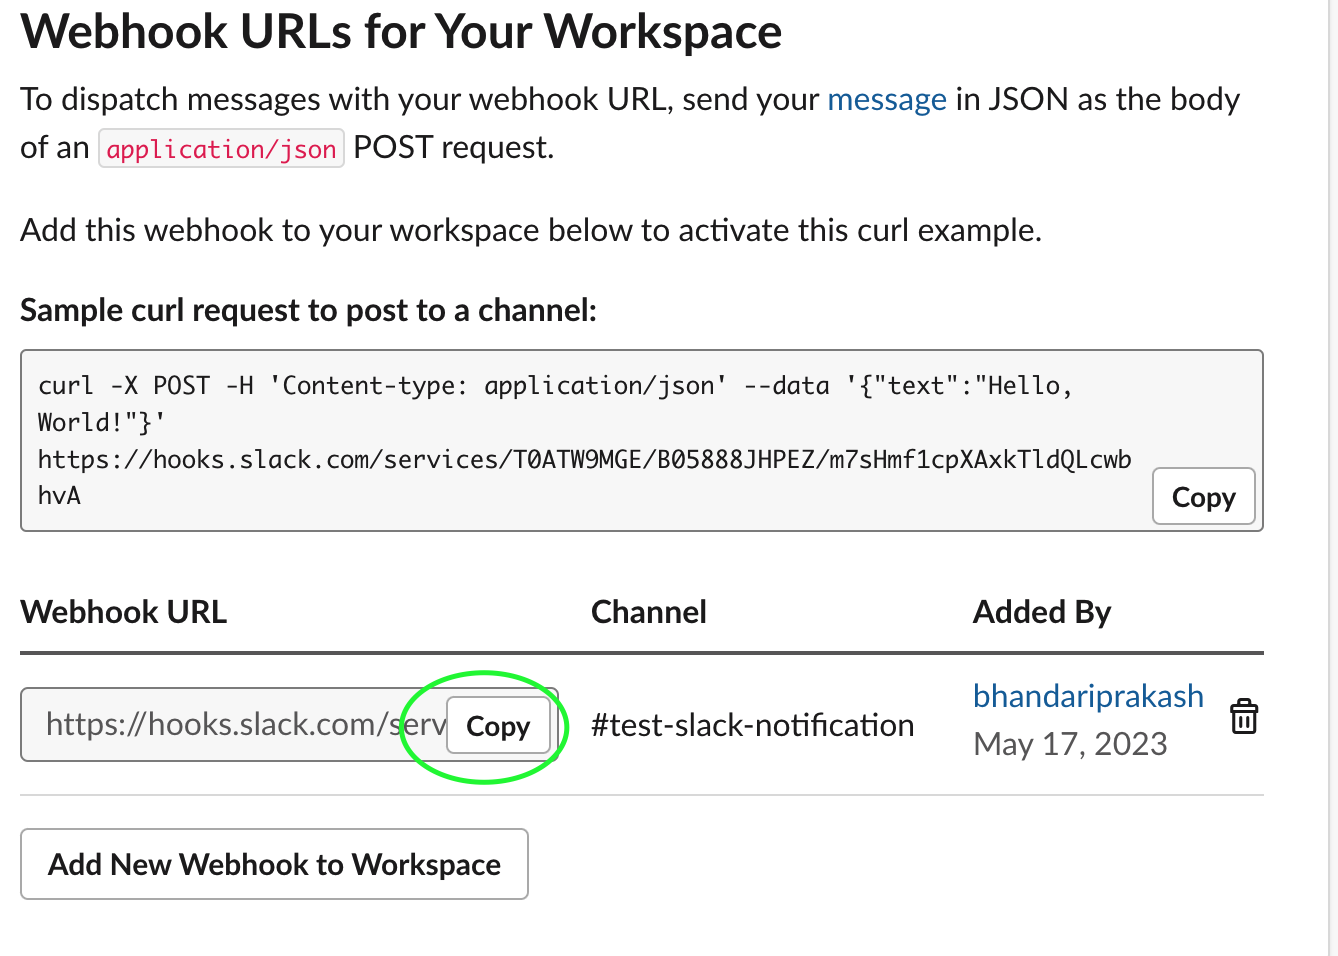 Webhook URLs for Your Workspace
To dispatch messages with your webhook URL, send your message in JSON as the body
of an application/json POST request.
Add this webhook to your workspace below to activate this curl example.
Sample curl request to post to a channel:
curl -X POST -H 'Content-type: application/json' --data '{"text":"Hello,
World!"}'
https://hooks.slack.com/services/T0ATW9MGE/B05888JHPEZ/m7sHmf1cpXAxkTldQLcwb
hvA
Copy
Webhook URL Channel Added By
https://hooks.slack.com/serv Copy #test-slack-notification bhandariprakash
May 17, 2023
Add New Webhook to Workspace